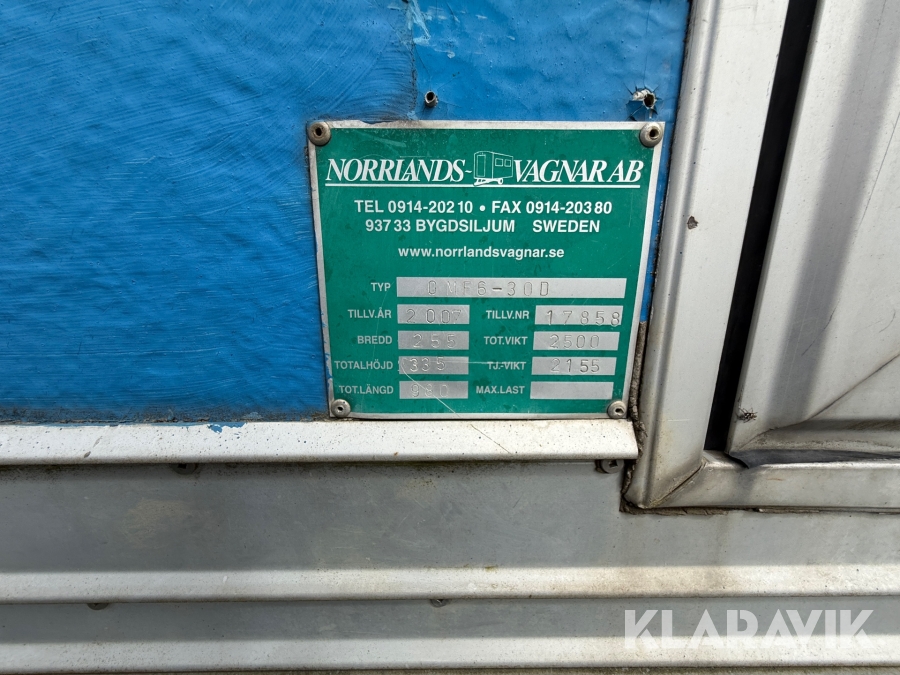 NORRLANDS- VAGNAR AB
TEL 0914-202 10 • FAX 0914-203 80
937 33 BYGDSILJUM SWEDEN
www.norrlandsvagnar.se
TYP
TILLV.ÅR 2007 TILLV.NR 17858
BREDD 255 TOT.VIKT 2500
TOTALHÖJD 335 TJ.-VIKT 2155
TOT.LÄNGD MAX.LAST
KLARAVIK